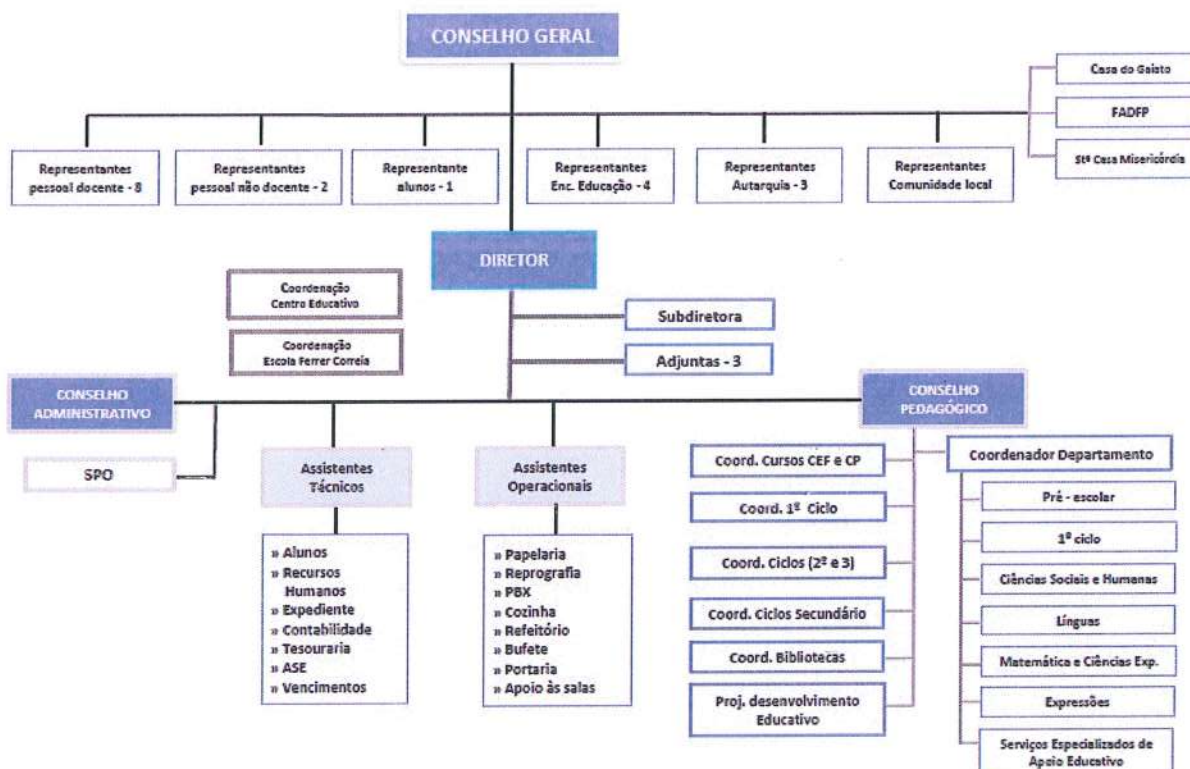 CONSELHO GERAL
Casa do Gaiato
FADFP
Stª Casa Misericórdia
Representantes
pessoal docente - 8
Representantes
pessoal não docente - 2
Representante
alunos - 1
Representantes
Enc. Educação - 4
Representantes
Autarquia - 3
Representantes
Comunidade local
DIRETOR
Coordenação
Centro Educativo
Coordenação
Escola Ferrer Correia
Subdiretora
Adjuntas - 3
CONSELHO
ADMINISTRATIVO
CONSELHO
PEDAGÓGICO
SPO
Assistentes
Técnicos
» Alunos
» Recursos
Humanos
» Expediente
» Contabilidade
» Tesouraria
» ASE
» Vencimentos
Assistentes
Operacionais
» Papelaria
» Reprografia
» PBX
» Cozinha
» Refeitório
» Bufete
» Portaria
» Apoio às salas
Coord. Cursos CEF e CP
Coord. 1º Ciclo
Coord. Ciclos (2º e 3)
Coord. Ciclos Secundário
Coord. Bibliotecas
Proj. desenvolvimento
Educativo
Coordenador Departamento
Pré - escolar
1º ciclo
Ciências Sociais e Humanas
Línguas
Matemática e Ciências Exp.
Expressões
Serviços Especializados de
Apoio Educativo